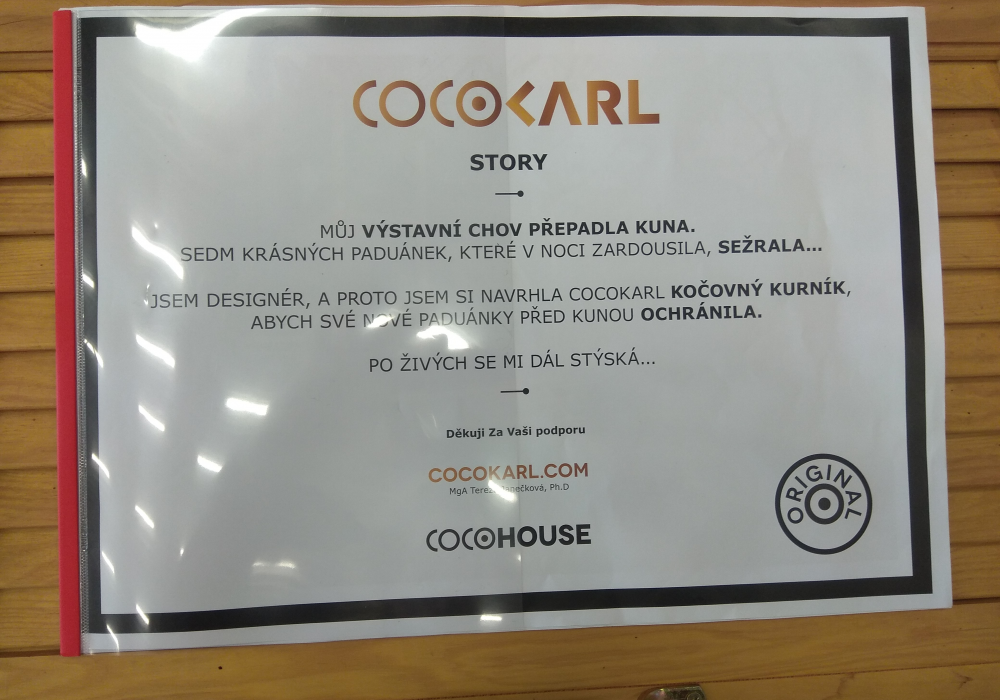 COCOKARL
STORY
MŮJ VÝSTAVNÍ CHOV PŘEPADLA KUNA.
SEDM KRÁSNÝCH PADUÁNEK, KTERÉ V NOCI ZARDOUSILA, SEŽRALA...
JSEM DESIGNÉR, A PROTO JSEM SI NAVRHLA COCOKARL KOČOVNÝ KURNÍK,
ABYCH SVÉ NOVÉ PADUÁNKY PŘED KUNOU OCHRÁNILA.
PO ŽIVÝCH SE MI DÁL STÝSKÁ...
Děkuji Za Vaši podporu
COCOKARL.COM
MgA Ph.D
COCOHOUSE
ORIGINAL